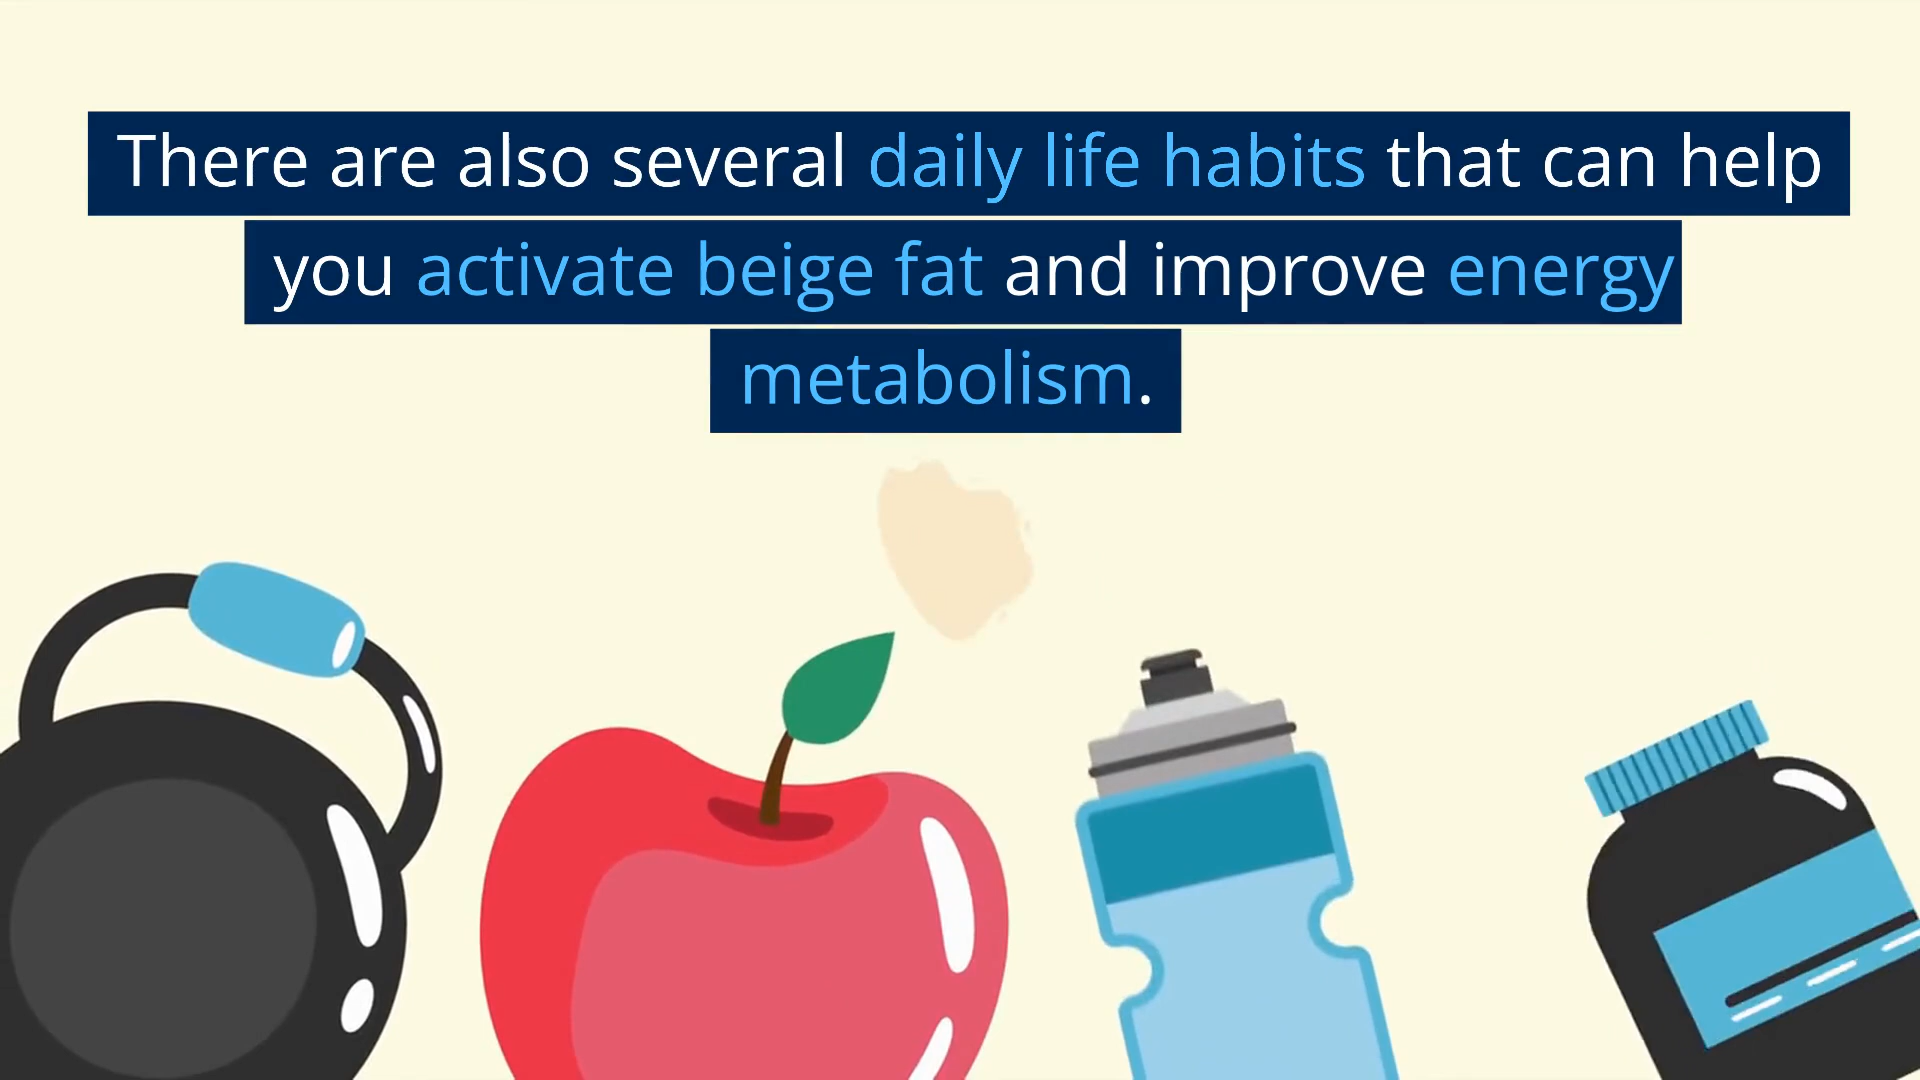 There are also several daily life habits that can help
you activate beige fat and improve energy
metabolism.